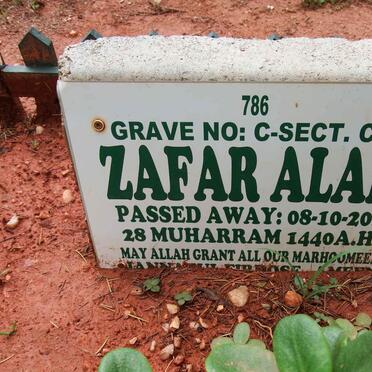 786
GRAVE NO: C-SECT. C
ZAFAR ALA
PASSED AWAY: 08-10-20
28 MUHARRAM 1440A.H
MAY ALLAH GRANT ALL OUR MARHOOMEE